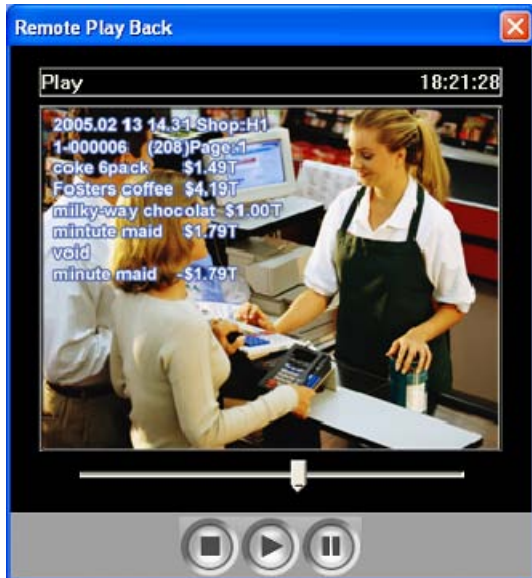 Remote Play Back
Play 18:21:28
2005.02 13 14.31 Shop:H1
1-000006 (208)Page:1
coke 6pack $1.49T
Fosters coffee $4.19T
milky-way chocolat $1.00T
mintute maid $1.79T
void
minute maid -$1.79T